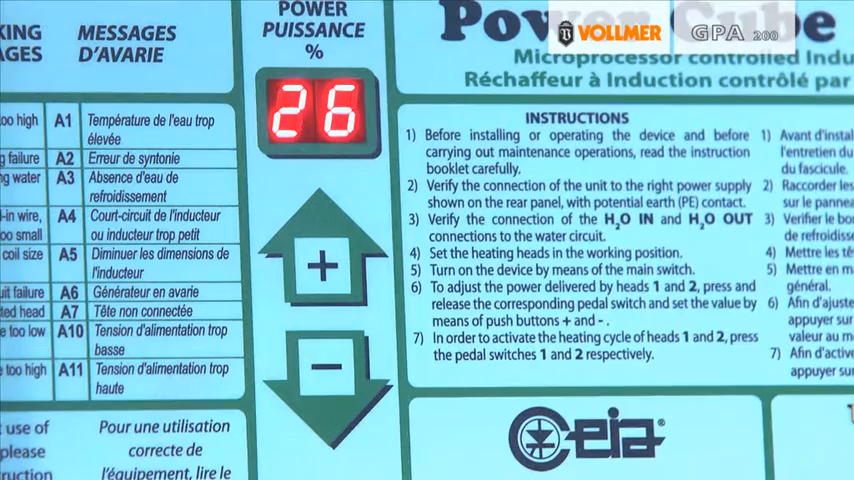 KING
AGES
MESSAGES
D'AVARIE
too high A1 Température de l'eau trop
élevée
g failure A2 Erreur de syntonie
ng water A3 Absence d'eau de
refroidissement
-in wire, A4 Court-circuit de l'inducteur
oo small ou inducteur trop petit
coil size A5 Diminuer les dimensions de
l'inducteur
uit failure A6 Générateur en avarie
ted head A7 Tête non connectée
e too low A10 Tension d'alimentation trop
basse
e too high A11 Tension d'alimentation trop
haute
t use of
please
ruction
Pour une utilisation
correcte de
l'équipement, lire le
POWER
PUISSANCE
%
26
+
−
Power Cube
VOLLMER GPA 200
Microprocessor controlled Indu
Réchaffeur à Induction contrôlé par
INSTRUCTIONS
1) Before installing or operating the device and before
carrying out maintenance operations, read the instruction
booklet carefully.
2) Verify the connection of the unit to the right power supply
shown on the rear panel, with potential earth (PE) contact.
3) Verify the connection of the H2O IN and H2O OUT
connections to the water circuit.
4) Set the heating heads in the working position.
5) Turn on the device by means of the main switch.
6) To adjust the power delivered by heads 1 and 2, press and
release the corresponding pedal switch and set the value by
means of push buttons + and - .
7) In order to activate the heating cycle of heads 1 and 2, press
the pedal switches 1 and 2 respectively.
1) Avant d'instal
l'entretien du
du fascicule.
2) Raccorder les
sur le pannea
3) Vérifier le bo
de refroidisse
4) Mettre les tê
5) Mettre en m
général.
6) Afin d'ajuste
appuyer sur
valeur au m
7) Afin d'active
appuyer sur
Ceia®